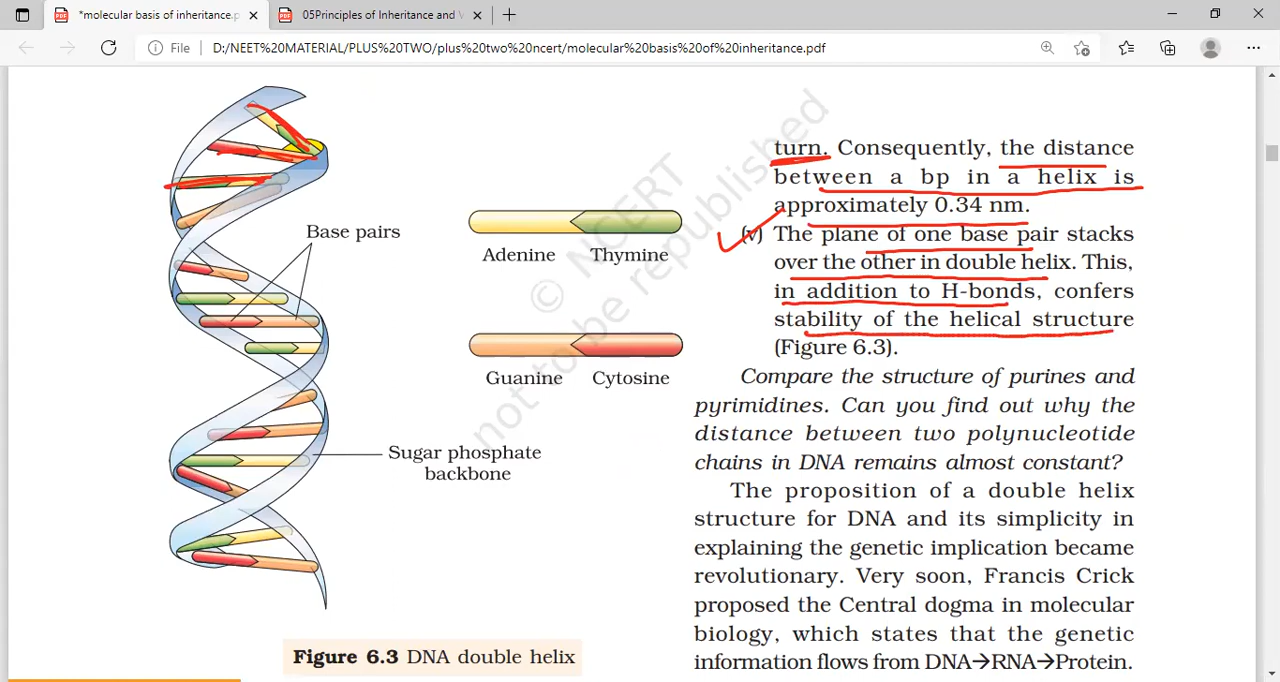 *molecular basis of inheritance.p
05Principles of Inheritance and V
File
D:/NEET%20MATERIAL/PLUS%20TWO/plus%20two%20ncert/molecular%20basis%20of%20inheritance.pdf
Base pairs
Adenine Thymine
Guanine Cytosine
Sugar phosphate
backbone
Figure 6.3 DNA double helix
© NCERT
not to be republished
turn. Consequently, the distance
between a bp in a helix is
approximately 0.34 nm.
(v) The plane of one base pair stacks
over the other in double helix. This,
in addition to H-bonds, confers
stability of the helical structure
(Figure 6.3).
Compare the structure of purines and
pyrimidines. Can you find out why the
distance between two polynucleotide
chains in DNA remains almost constant?
The proposition of a double helix
structure for DNA and its simplicity in
explaining the genetic implication became
revolutionary. Very soon, Francis Crick
proposed the Central dogma in molecular
biology, which states that the genetic
information flows from DNA→RNA→Protein.